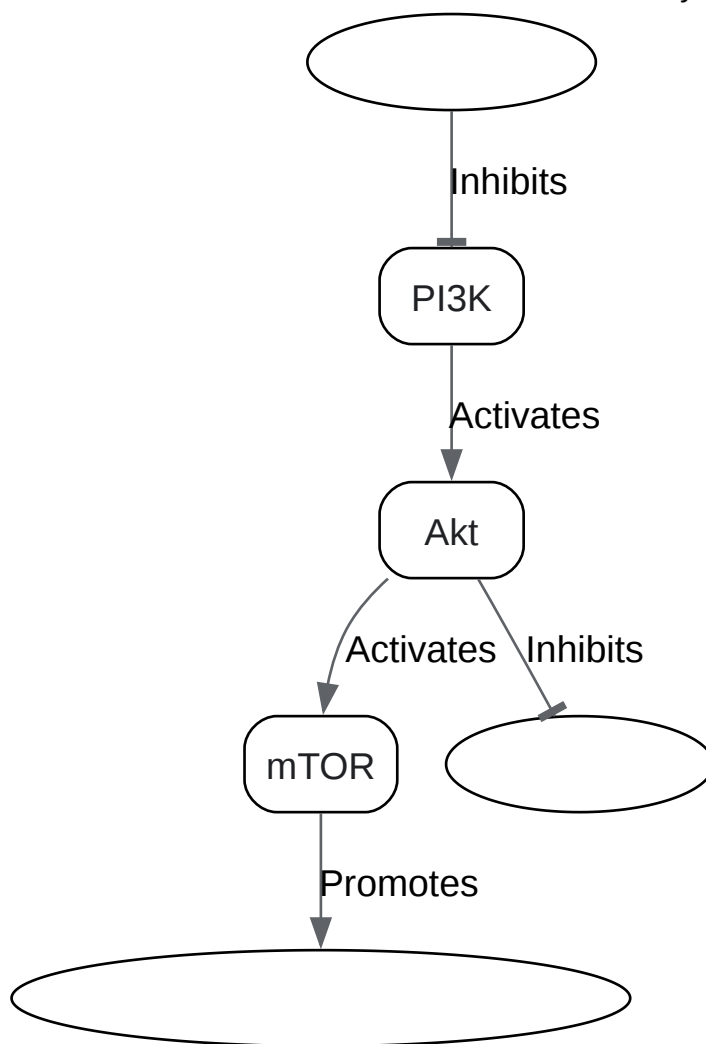 Inhibits
PI3K
Activates
Akt
Activates Inhibits
mTOR
Promotes